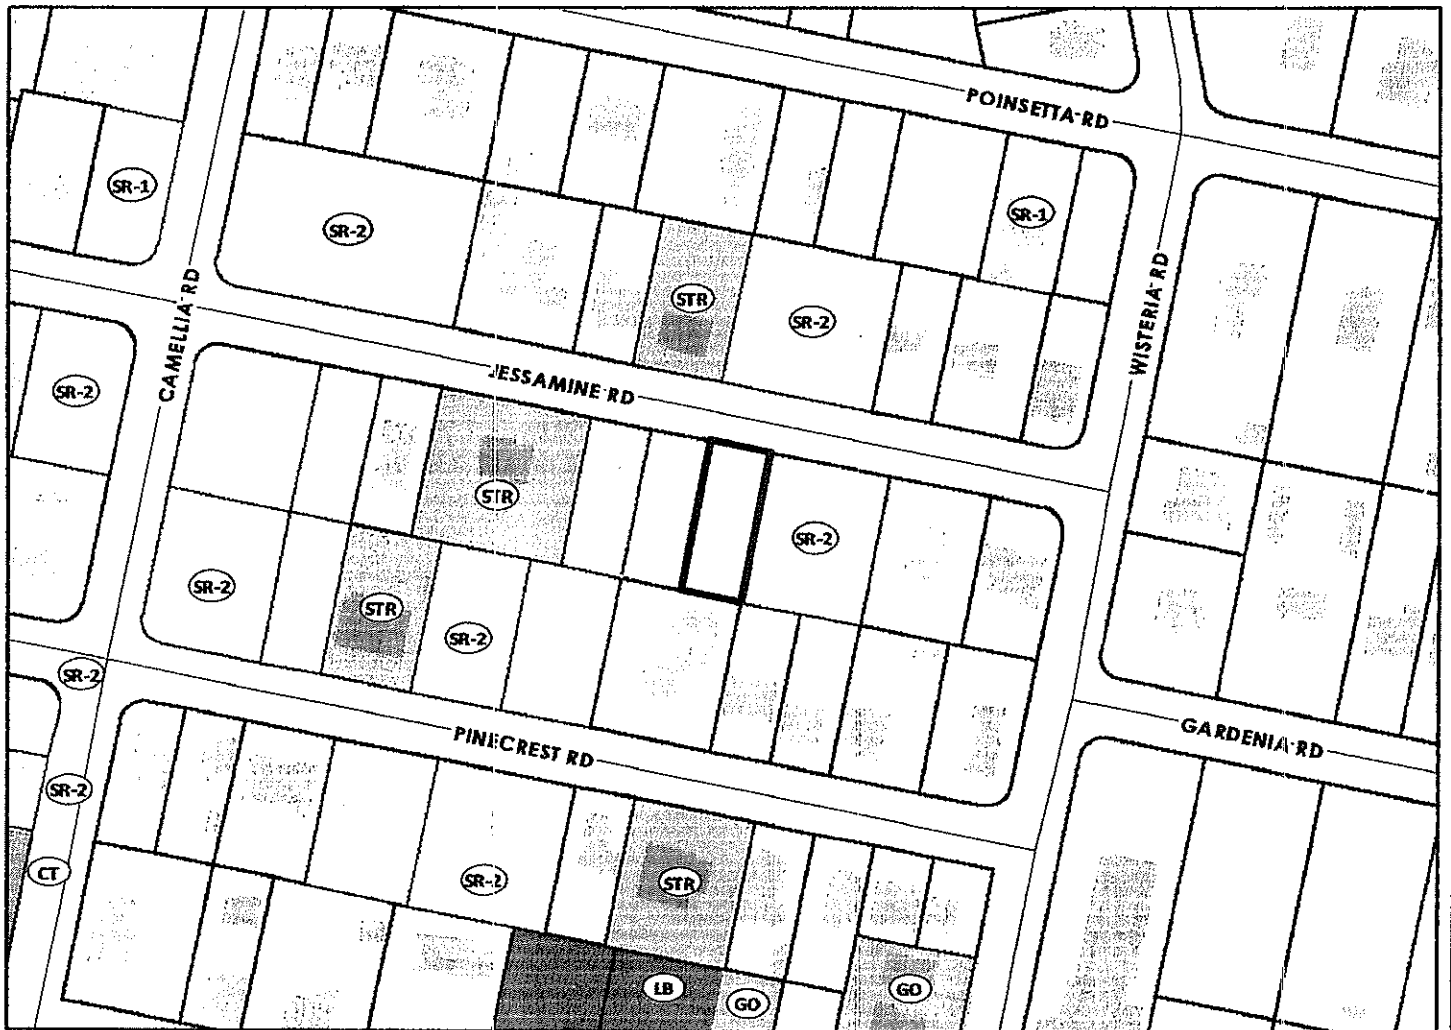 POINSETTA RD
SR-1
SR-1
SR-2
STR
SR-2
WISTERIA RD
CAMELLIA RD
SR-2
JESSAMINE RD
STR
SR-2
SR-2
STR
SR-2
SR-2
PINECREST RD
GARDENIA RD
SR-2
SR-2
STR
CT
LB
GO
GO